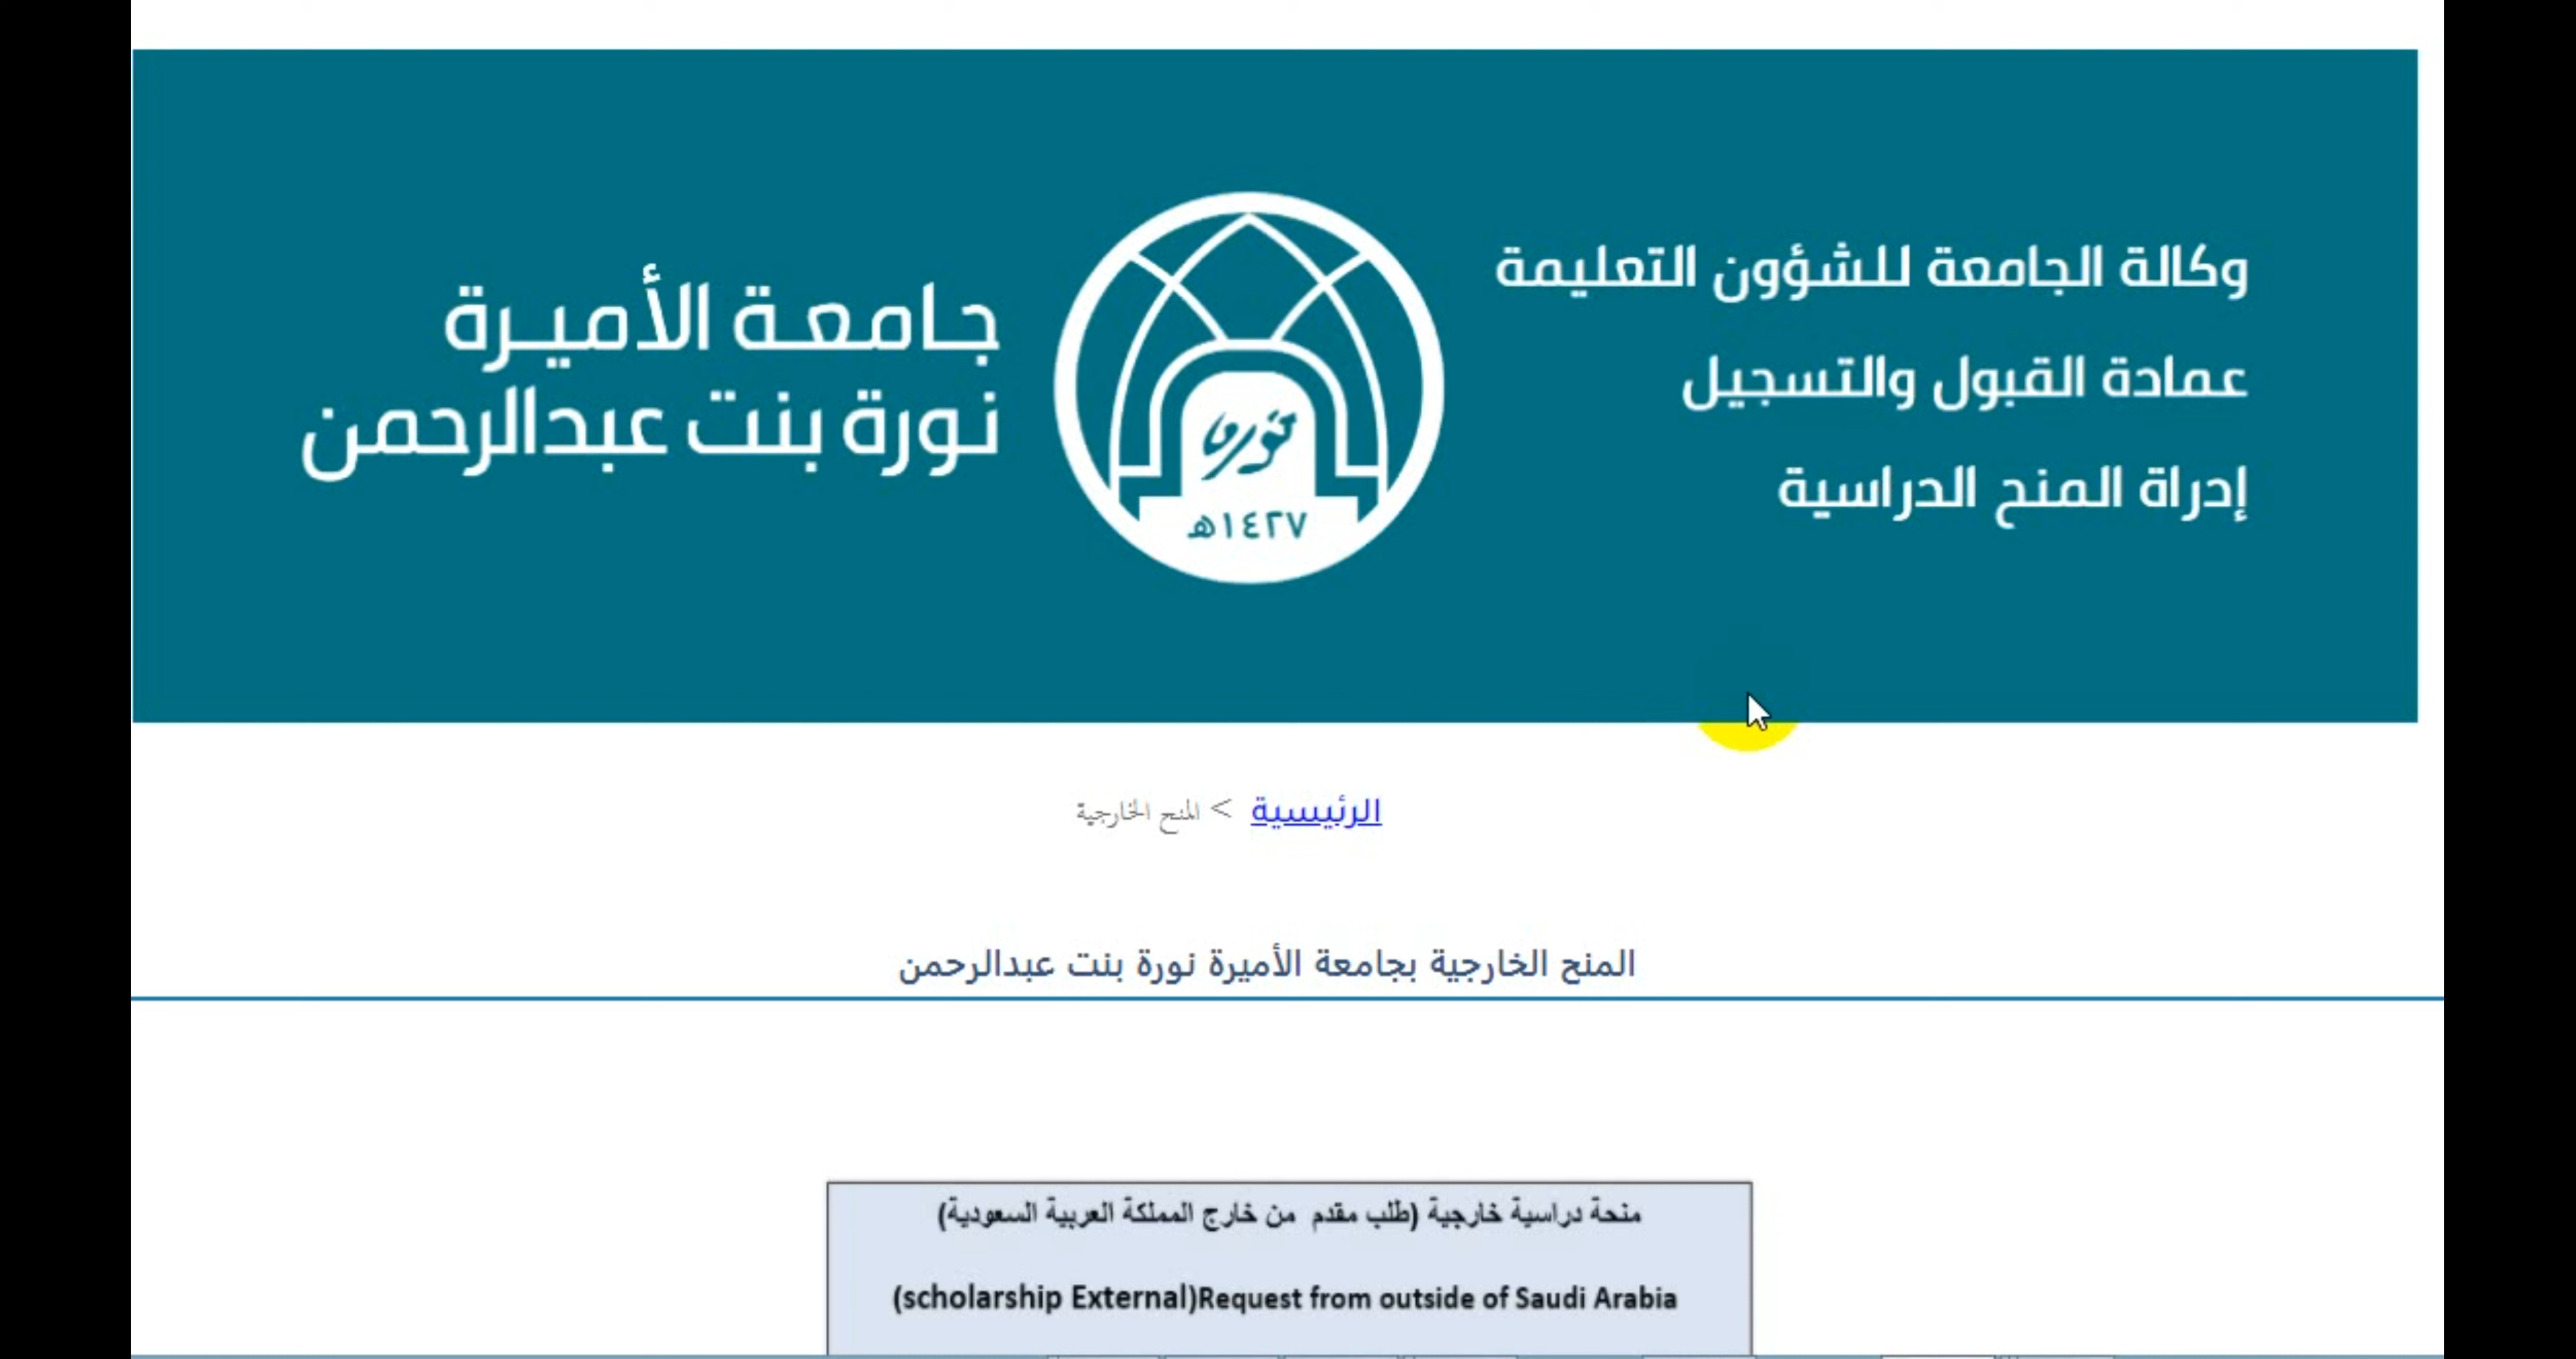 وكالة الجامعة للشؤون التعليمة
عمادة القبول والتسجيل
إدراة المنح الدراسية
نورة
١٤٢٧هـ
جامعة الأميرة
نورة بنت عبدالرحمن
الرئيسية > المنح الخارجية
المنح الخارجية بجامعة الأميرة نورة بنت عبدالرحمن
منحة دراسية خارجية (طلب مقدم من خارج المملكة العربية السعودية)
(scholarship External)Request from outside of Saudi Arabia